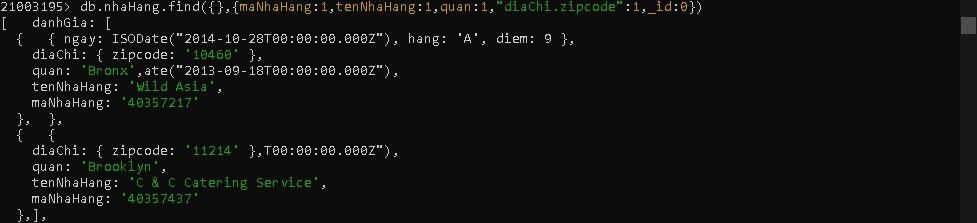 21003195> db.nhaHang.find({},{maNhaHang:1,tenNhaHang:1,quan:1,"diaChi.zipcode":1,_id:0})
[   danhGia: [
  {   { ngay: ISODate("2014-10-28T00:00:00.000Z"), hang: 'A', diem: 9 },
    diaChi: { zipcode: '10460' },
    quan: 'Bronx',ate("2013-09-18T00:00:00.000Z"),
    tenNhaHang: 'Wild Asia',
    maNhaHang: '40357217'
  },  },
  {   {
    diaChi: { zipcode: '11214' },T00:00:00.000Z"),
    quan: 'Brooklyn',
    tenNhaHang: 'C & C Catering Service',
    maNhaHang: '40357437'
  },],